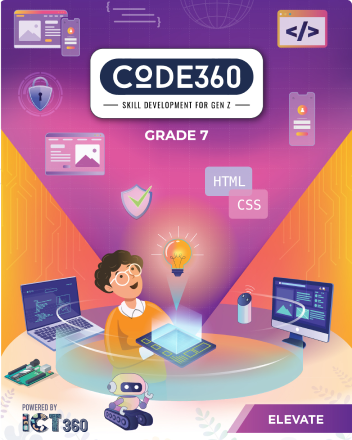 </>
CODE360
SKILL DEVELOPMENT FOR GEN Z
GRADE 7
HTML
CSS
POWERED BY
ICT360
ELEVATE